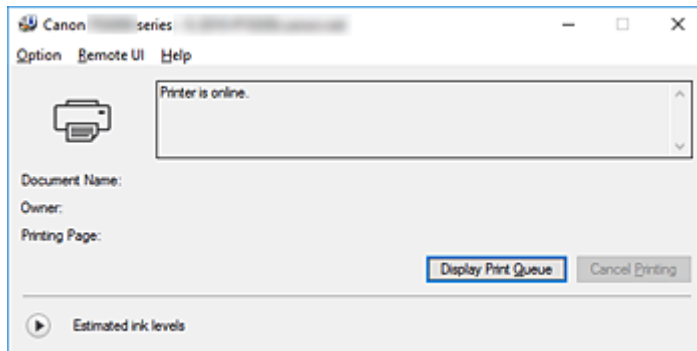 Canon series
Option Remote UI Help
Printer is online.
Document Name:
Owner:
Printing Page:
Display Print Queue Cancel Printing
Estimated ink levels